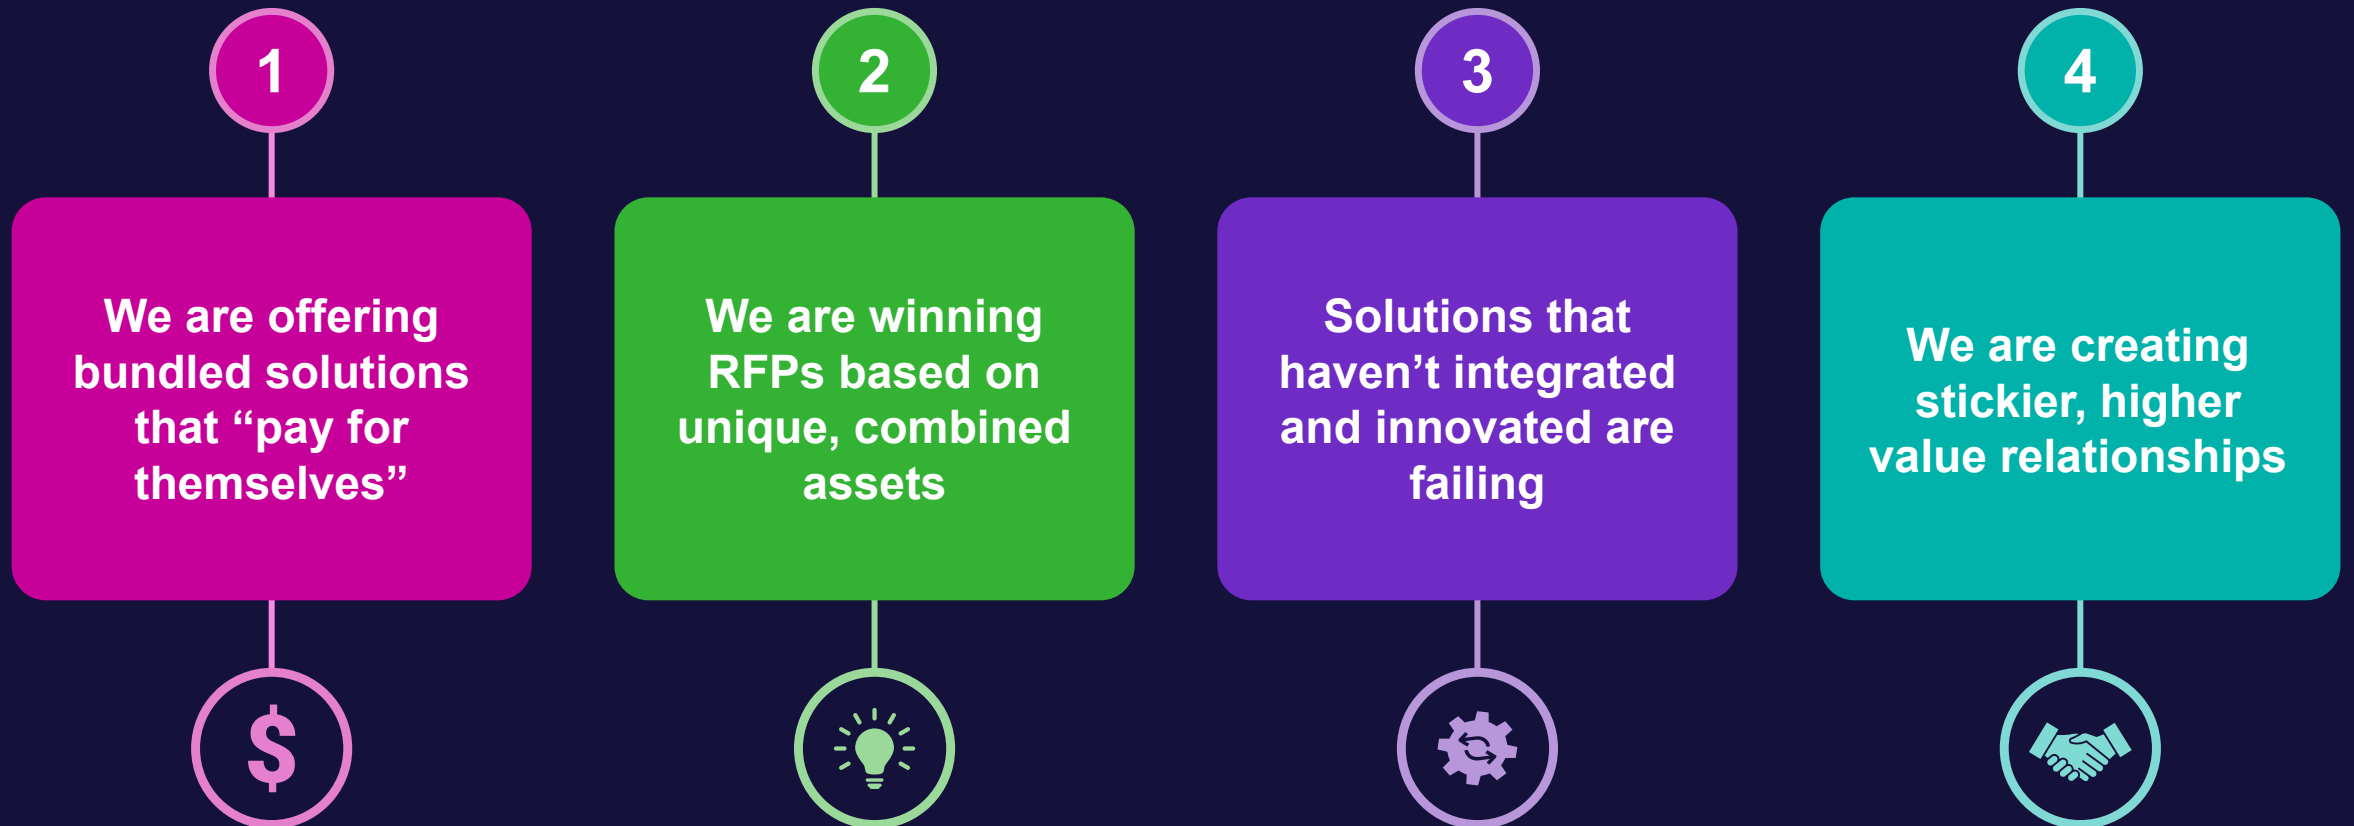 1
We are offering
bundled solutions
that “pay for
themselves”
2
We are winning
RFPs based on
unique, combined
assets
3
Solutions that
haven’t integrated
and innovated are
failing
4
We are creating
stickier, higher
value relationships
$